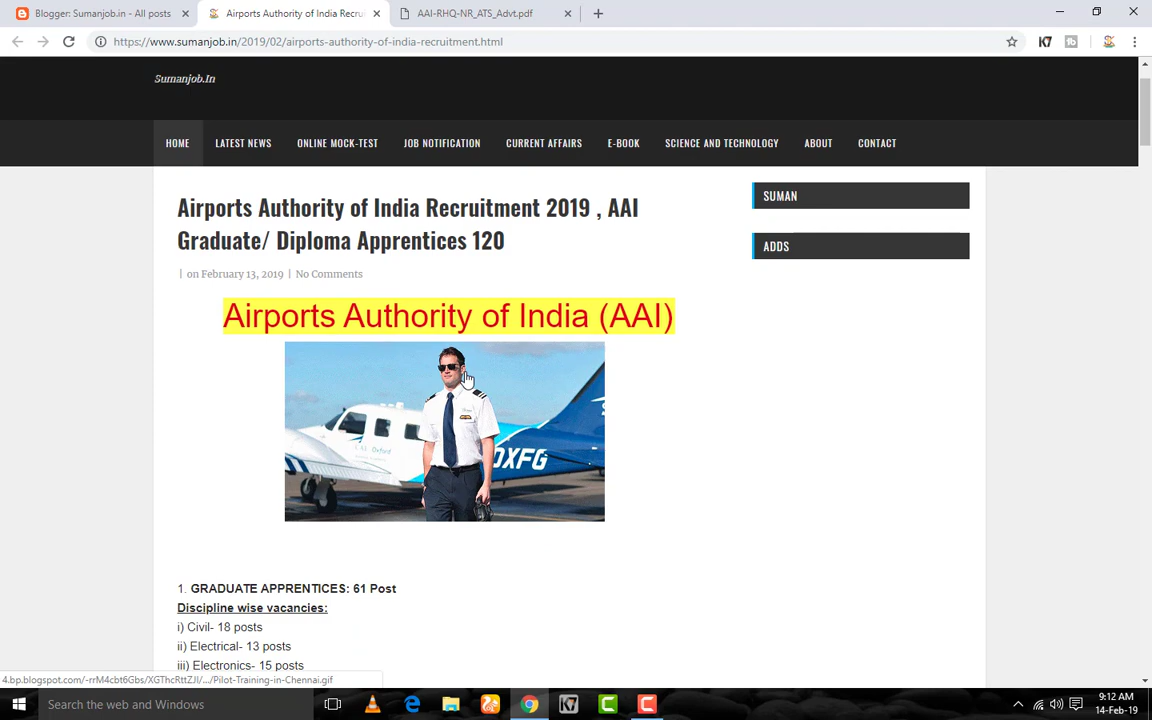 Blogger: Sumanjob.in - All posts
Airports Authority of India Recru
AAI-RHQ-NR_ATS_Advt.pdf
https://www.sumanjob.in/2019/02/airports-authority-of-india-recruitment.html
K7
tb
Sumanjob.In
HOME
LATEST NEWS
ONLINE MOCK-TEST
JOB NOTIFICATION
CURRENT AFFAIRS
E-BOOK
SCIENCE AND TECHNOLOGY
ABOUT
CONTACT
Airports Authority of India Recruitment 2019 , AAI
Graduate/ Diploma Apprentices 120
| on February 13, 2019 | No Comments
SUMAN
ADDS
Airports Authority of India (AAI)
Oxford
OXFG
1. GRADUATE APPRENTICES: 61 Post
Discipline wise vacancies:
i) Civil- 18 posts
ii) Electrical- 13 posts
iii) Electronics- 15 posts
4.bp.blogspot.com/-rrM4cbt6Gbs/XGThcRttZJI/.../Pilot-Training-in-Chennai.gif
Search the web and Windows
K7
9:12 AM
14-Feb-19